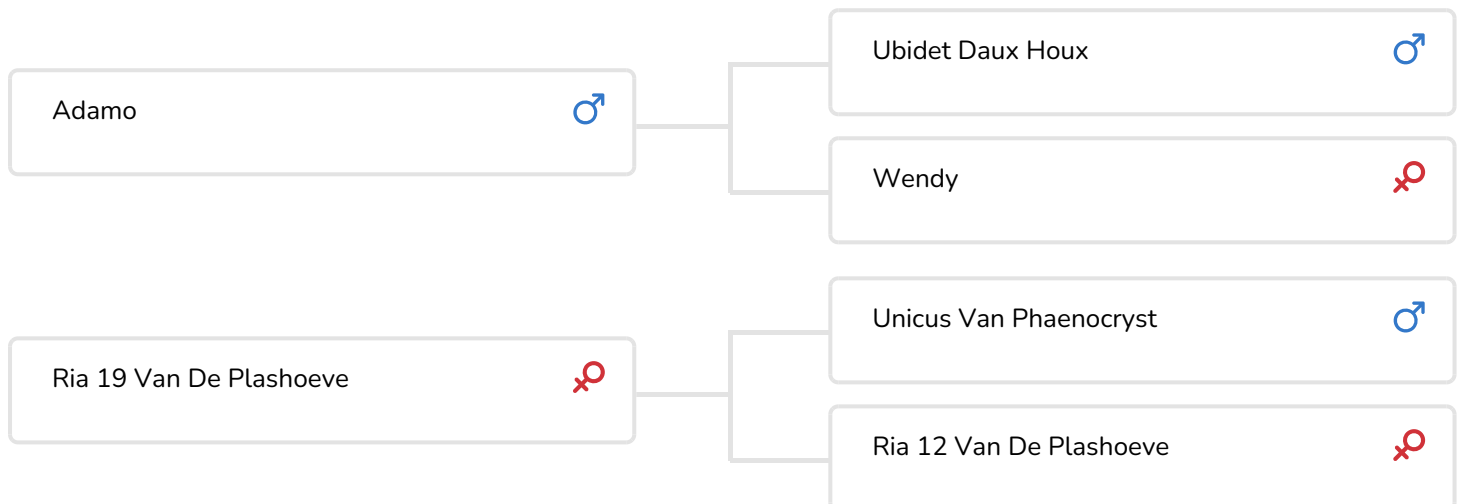 Ubidet Daux Houx
Adamo
Wendy
Unicus Van Phaenocryst
Ria 19 Van De Plashoeve
Ria 12 Van De Plashoeve